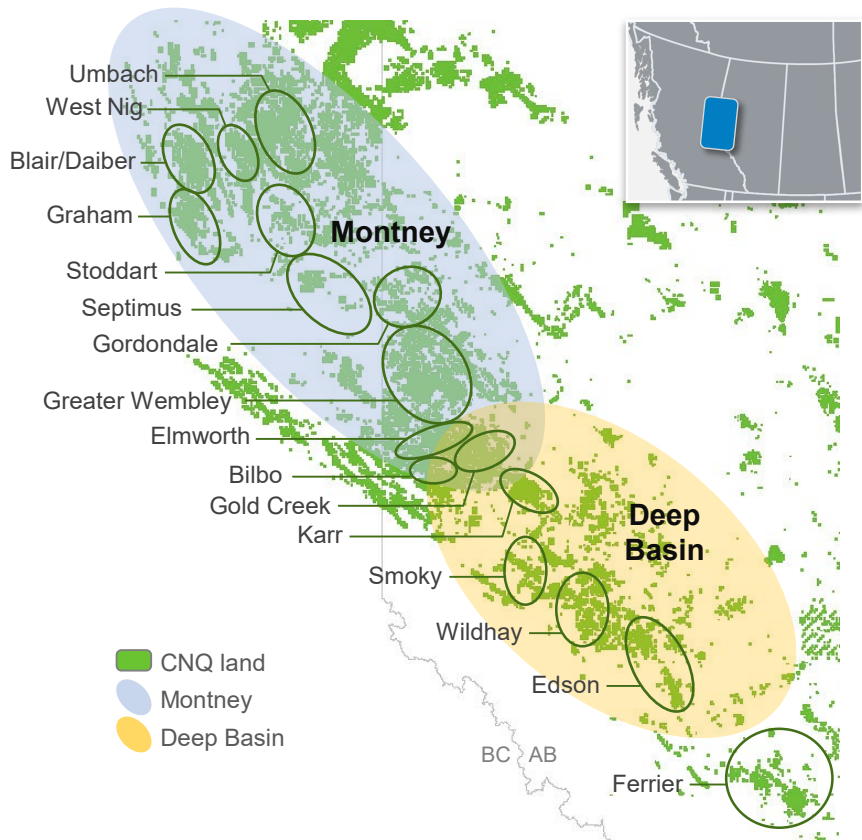 Umbach
West Nig
Blair/Daiber
Graham
Montney
Stoddart
Septimus
Gordondale
Greater Wembley
Elmworth
Bilbo
Gold Creek
Karr
Deep
Basin
Smoky
Wildhay
Edson
CNQ land
Montney
Deep Basin
BC
AB
Ferrier